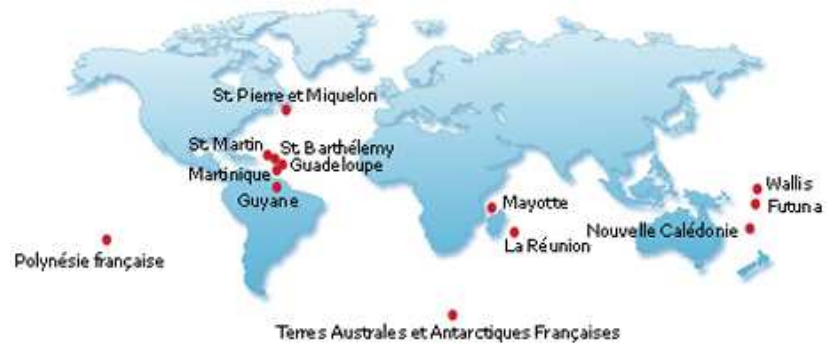 St. Pierre et Miquelon
St. Martin
St. Barthélemy
Guadeloupe
Martinique
Guyane
Wallis
Mayotte
Futuna
Nouvelle Calédonie
La Réunion
Polynésie française
Terres Australes et Antarctiques Françaises